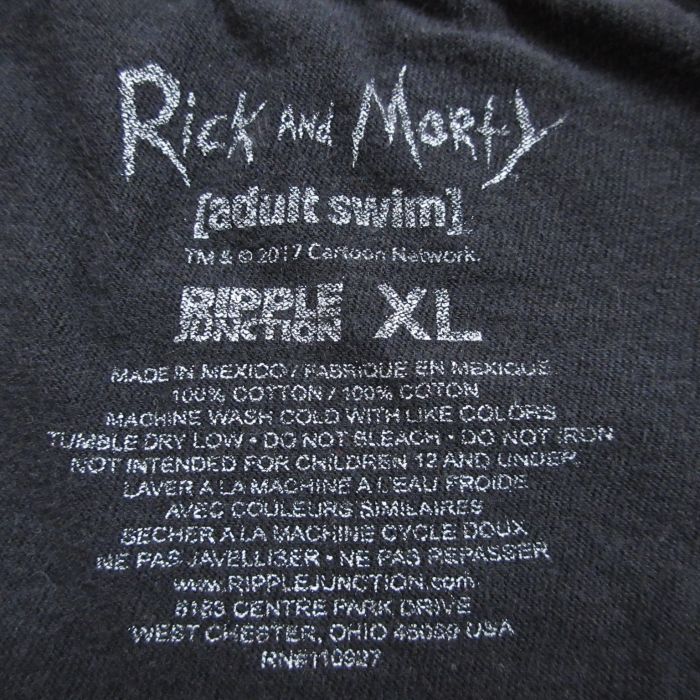 Rick And Morty
[adult swim]
TM & © 2017 Cartoon Network.
RIPPLE JUNCTION XL
MADE IN MEXICO / FABRIQUE EN MEXIQUE
100% COTTON / 100% COTON
MACHINE WASH COLD WITH LIKE COLORS
TUMBLE DRY LOW • DO NOT BLEACH • DO NOT IRON
NOT INTENDED FOR CHILDREN 12 AND UNDER.
LAVER A LA MACHINE A L'EAU FROIDE
AVEC COULEURS SIMILAIRES
SECHER A LA MACHINE CYCLE DOUX
NE PAS JAVELLISER • NE PAS REPASSER
www.RIPPLEJUNCTION.com
CENTRE PARK DRIVE
WEST CHESTER, OHIO 45069 USA
RN#110927